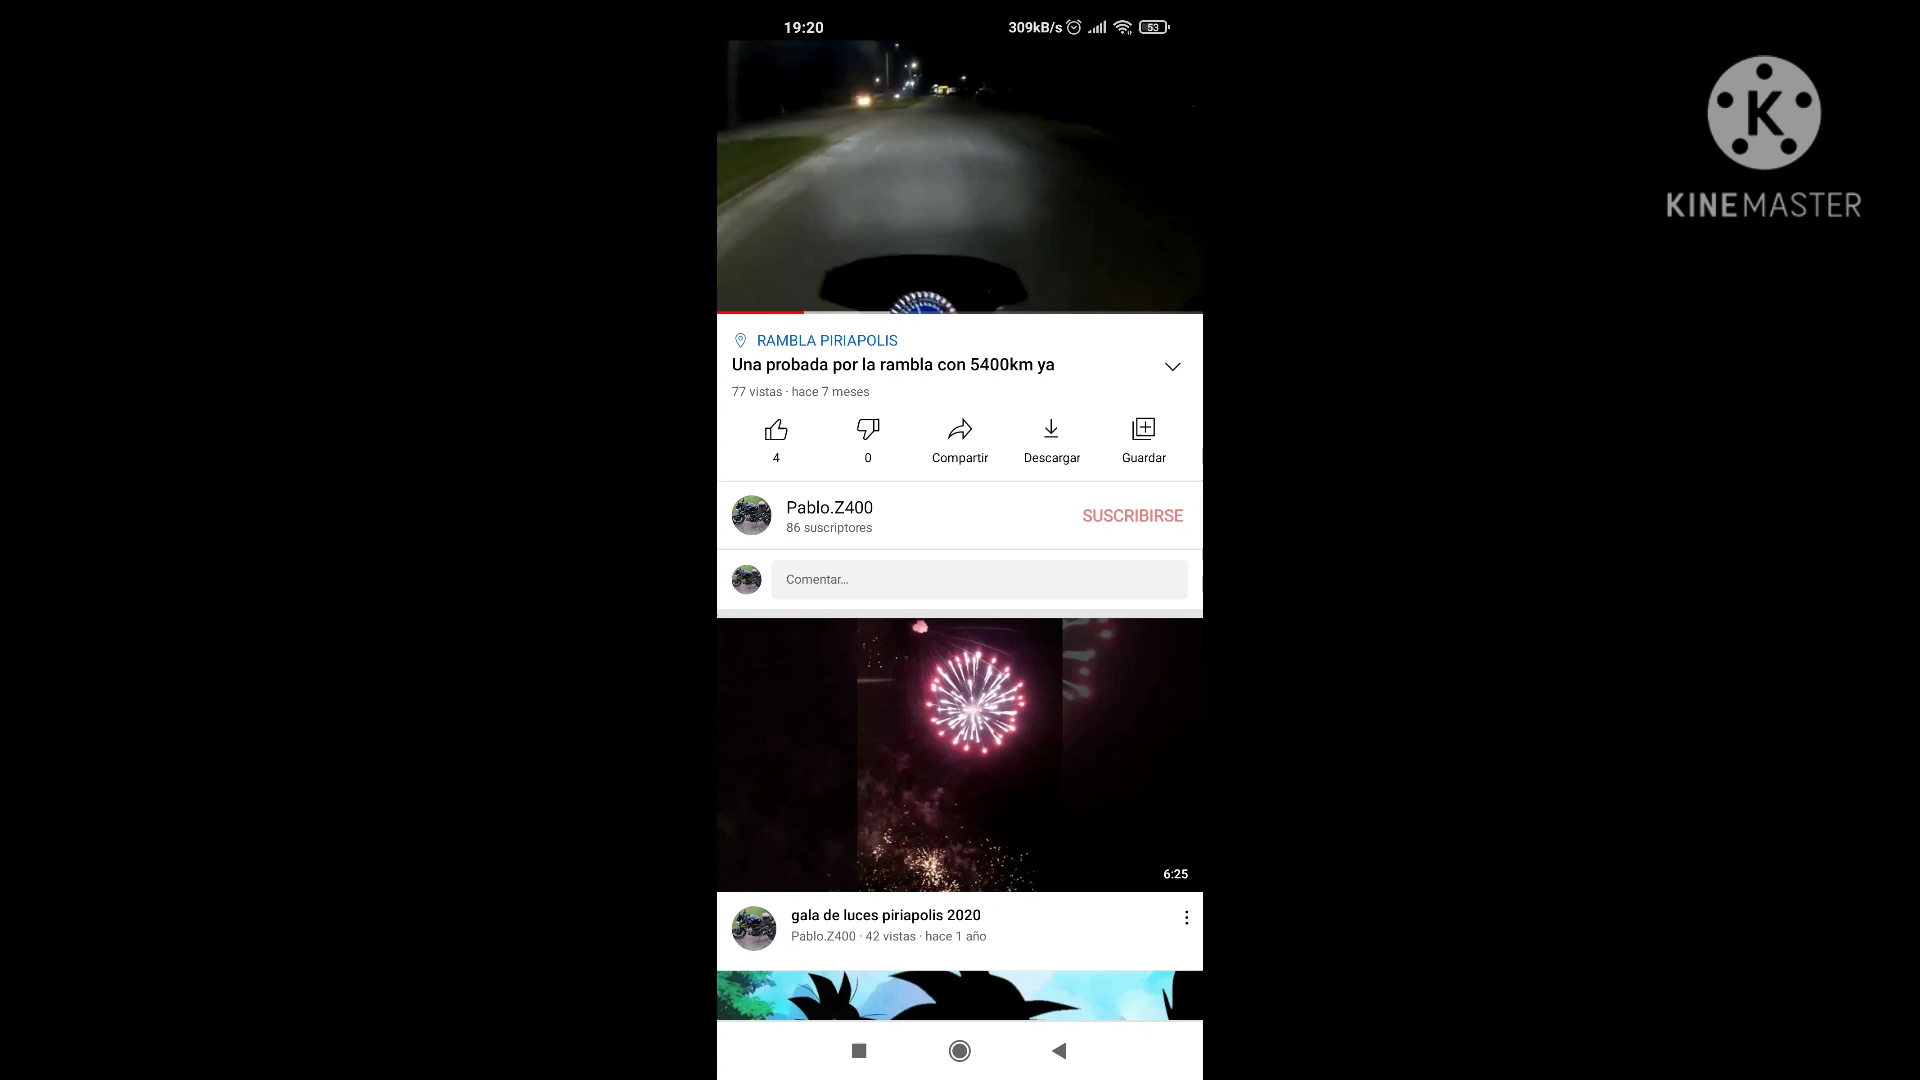 19:20
309kB/s
53
K
KINEMASTER
RAMBLA PIRIAPOLIS
Una probada por la rambla con 5400km ya
77 vistas · hace 7 meses
4
0
Compartir
Descargar
Guardar
Pablo.Z400
86 suscriptores
SUSCRIBIRSE
Comentar...
6:25
gala de luces piriapolis 2020
Pablo.Z400 · 42 vistas · hace 1 año